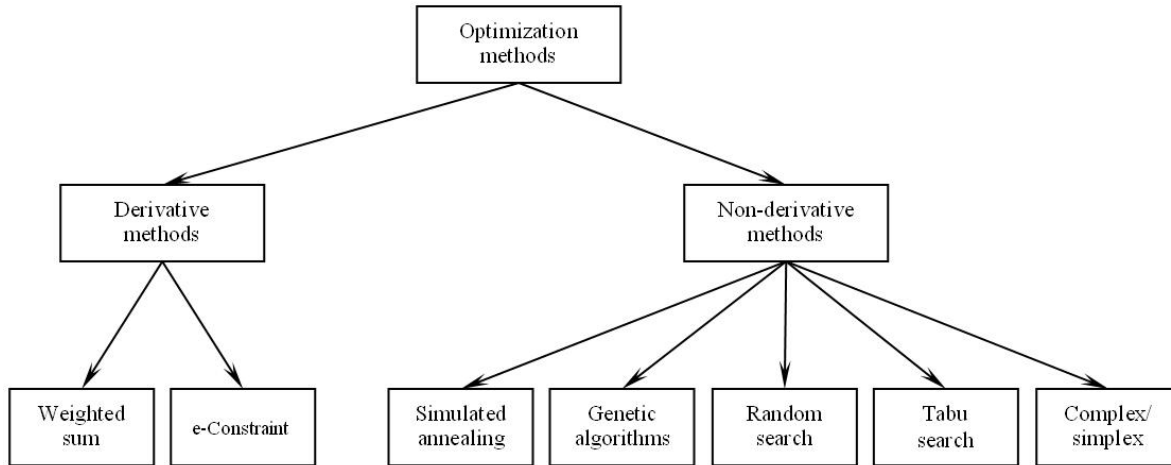 Optimization
methods
Derivative
methods
Non-derivative
methods
Weighted
sum
e-Constraint
Simulated
annealing
Genetic
algorithms
Random
search
Tabu
search
Complex/
simplex